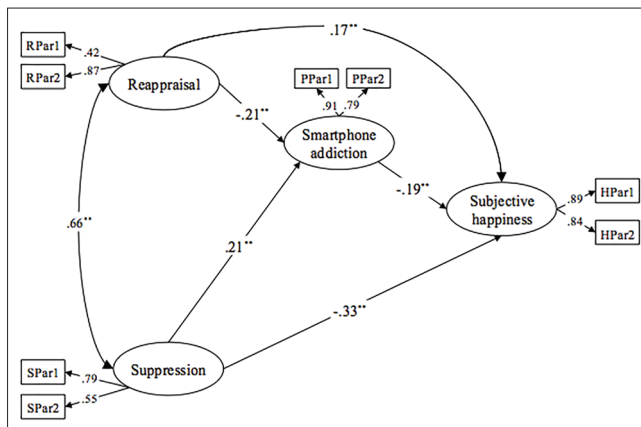 .17**
RPar1
.42
RPar2
.87
Reappraisal
PPar1
PPar2
.91
.79
-.21**
Smartphone
addiction
-.19**
Subjective
happiness
.89
HPar1
.84
HPar2
.66**
.21**
-.33**
SPar1
.79
SPar2
.55
Suppression